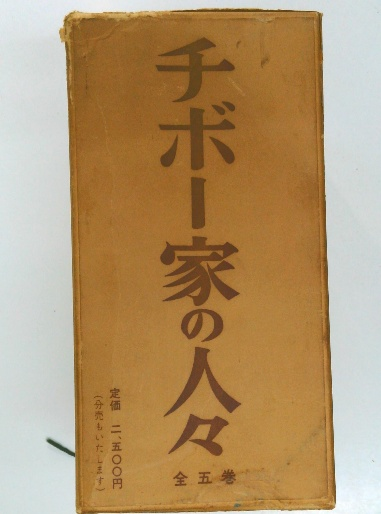 チボー家の人々
全五巻
定価 二、五〇〇円
(分売もいたします)